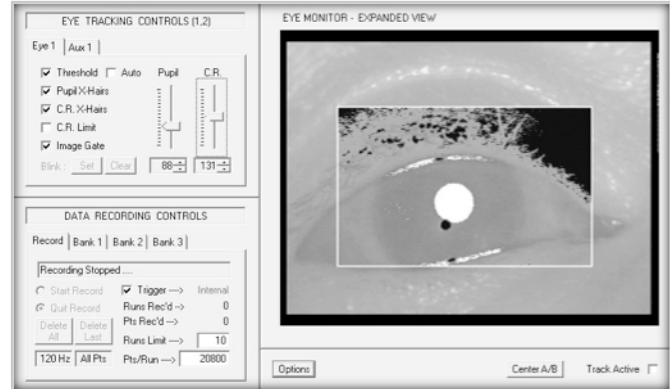 EYE TRACKING CONTROLS (1,2)
Eye 1 Aux 1
Threshold Auto Pupil C.R.
Pupil X-Hairs
C.R. X-Hairs
C.R. Limit
Image Gate
Blink : Set Clear 88 131
DATA RECORDING CONTROLS
Record Bank 1 Bank 2 Bank 3
Recording Stopped ....
Start Record Trigger ---> Internal
Quit Record Runs Rec'd -> 0
Delete All Delete Last Pts Rec'd --> 0
Runs Limit --> 10
120 Hz All Pts Pts/Run ---> 20800
EYE MONITOR - EXPANDED VIEW
Options Center A/B Track Active